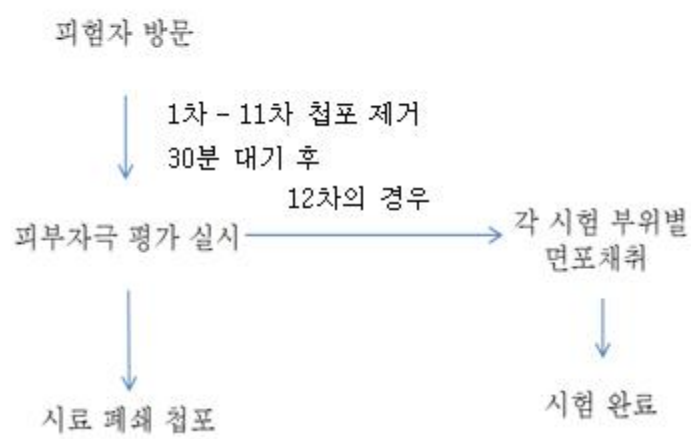 피험자 방문
1차 - 11차 첩포 제거
30분 대기 후
12차의 경우
피부자극 평가 실시
각 시험 부위별
면포채취
시료 폐쇄 첩포
시험 완료